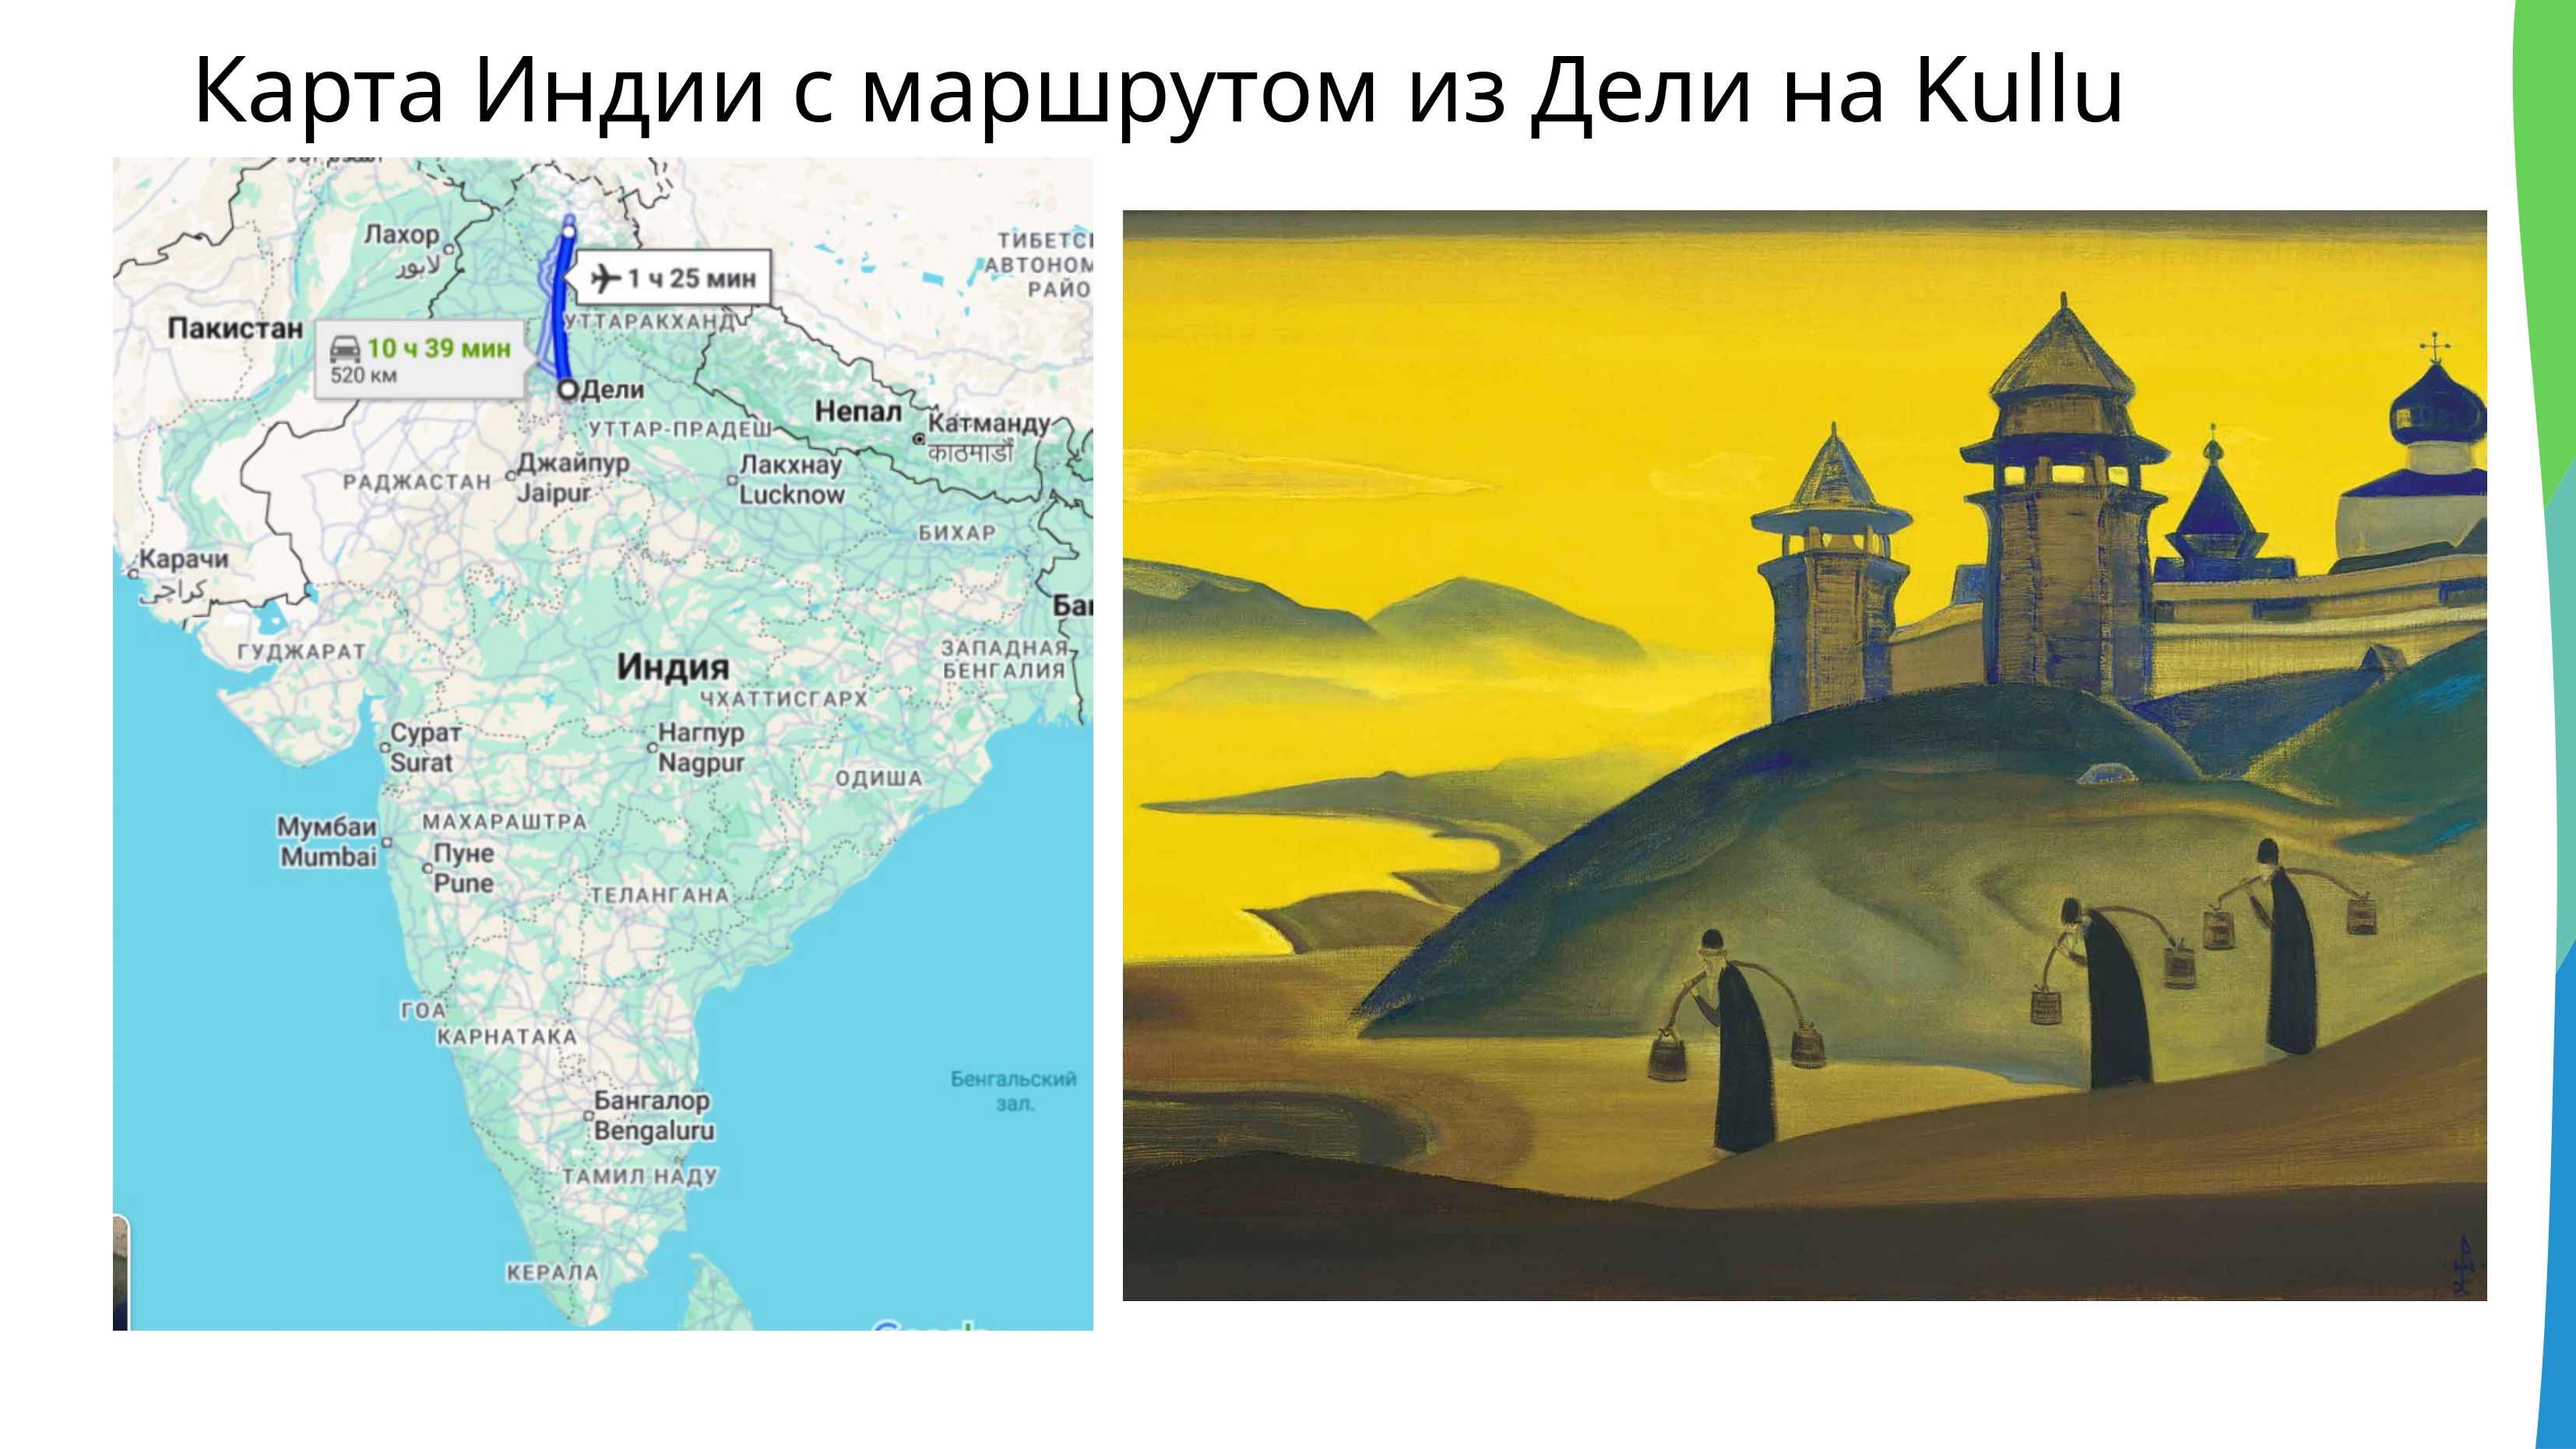 Карта Индии с маршрутом из Дели на Kullu
Лахор
لاہور
1 ч 25 мин
Пакистан
УТТАРАКХАНД
10 ч 39 мин
520 км
Дели
Непал
Катманду
काठमाडौँ
УТТАР-ПРАДЕШ
Джайпур
Jaipur
Лакхнау
Lucknow
РАДЖАСТАН
БИХАР
Карачи
کراچی
ГУДЖАРАТ
ЗАПАДНАЯ
БЕНГАЛИЯ
Индия
ЧХАТТИСГАРХ
Сурат
Surat
Нагпур
Nagpur
ОДИША
Мумбаи
Mumbai
МАХАРАШТРА
Пуне
Pune
ТЕЛАНГАНА
ГОА
КАРНАТАКА
Бенгальский
зал.
Бангалор
Bengaluru
ТАМИЛ НАДУ
КЕРАЛА